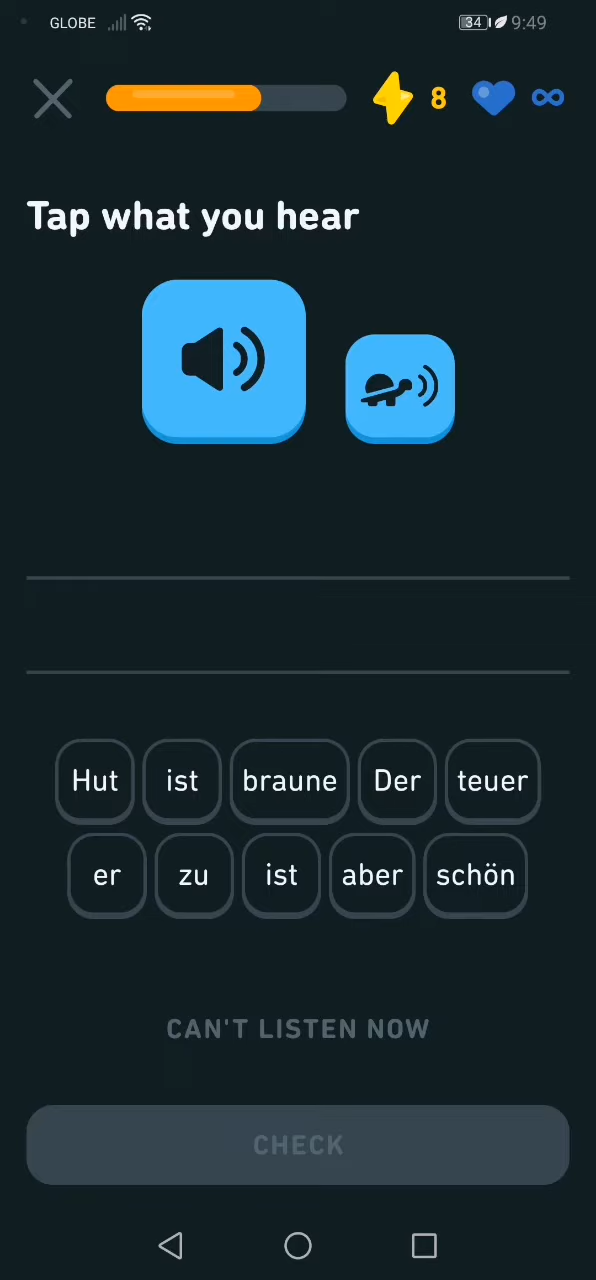 GLOBE 34 9:49
8 ∞
Tap what you hear
Hut ist braune Der teuer
er zu ist aber schön
CAN'T LISTEN NOW
CHECK